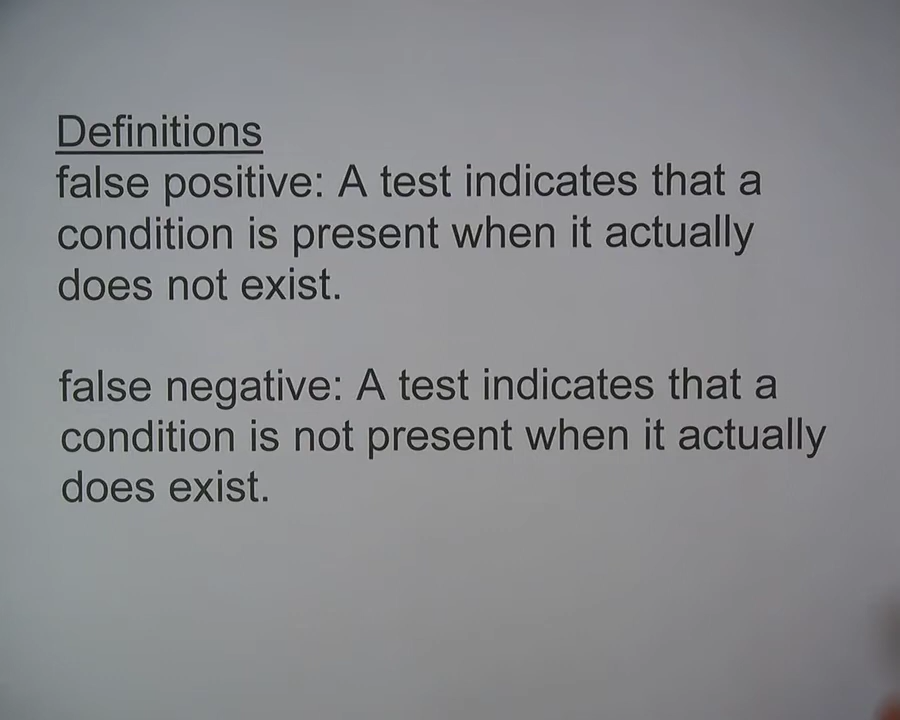 Definitions
false positive: A test indicates that a
condition is present when it actually
does not exist.
false negative: A test indicates that a
condition is not present when it actually
does exist.